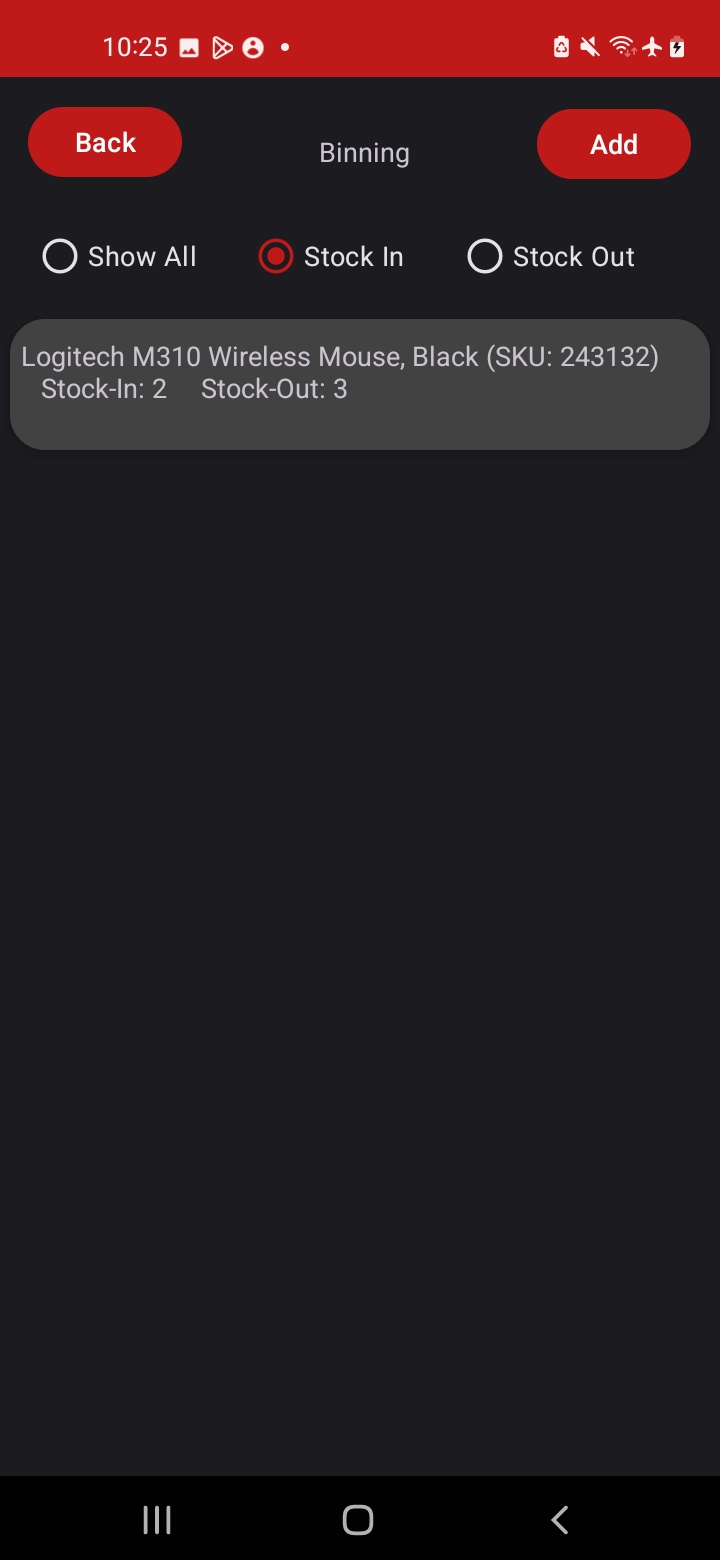 10:25
Back
Binning
Add
Show All
Stock In
Stock Out
Logitech M310 Wireless Mouse, Black (SKU: 243132)
Stock-In: 2 Stock-Out: 3